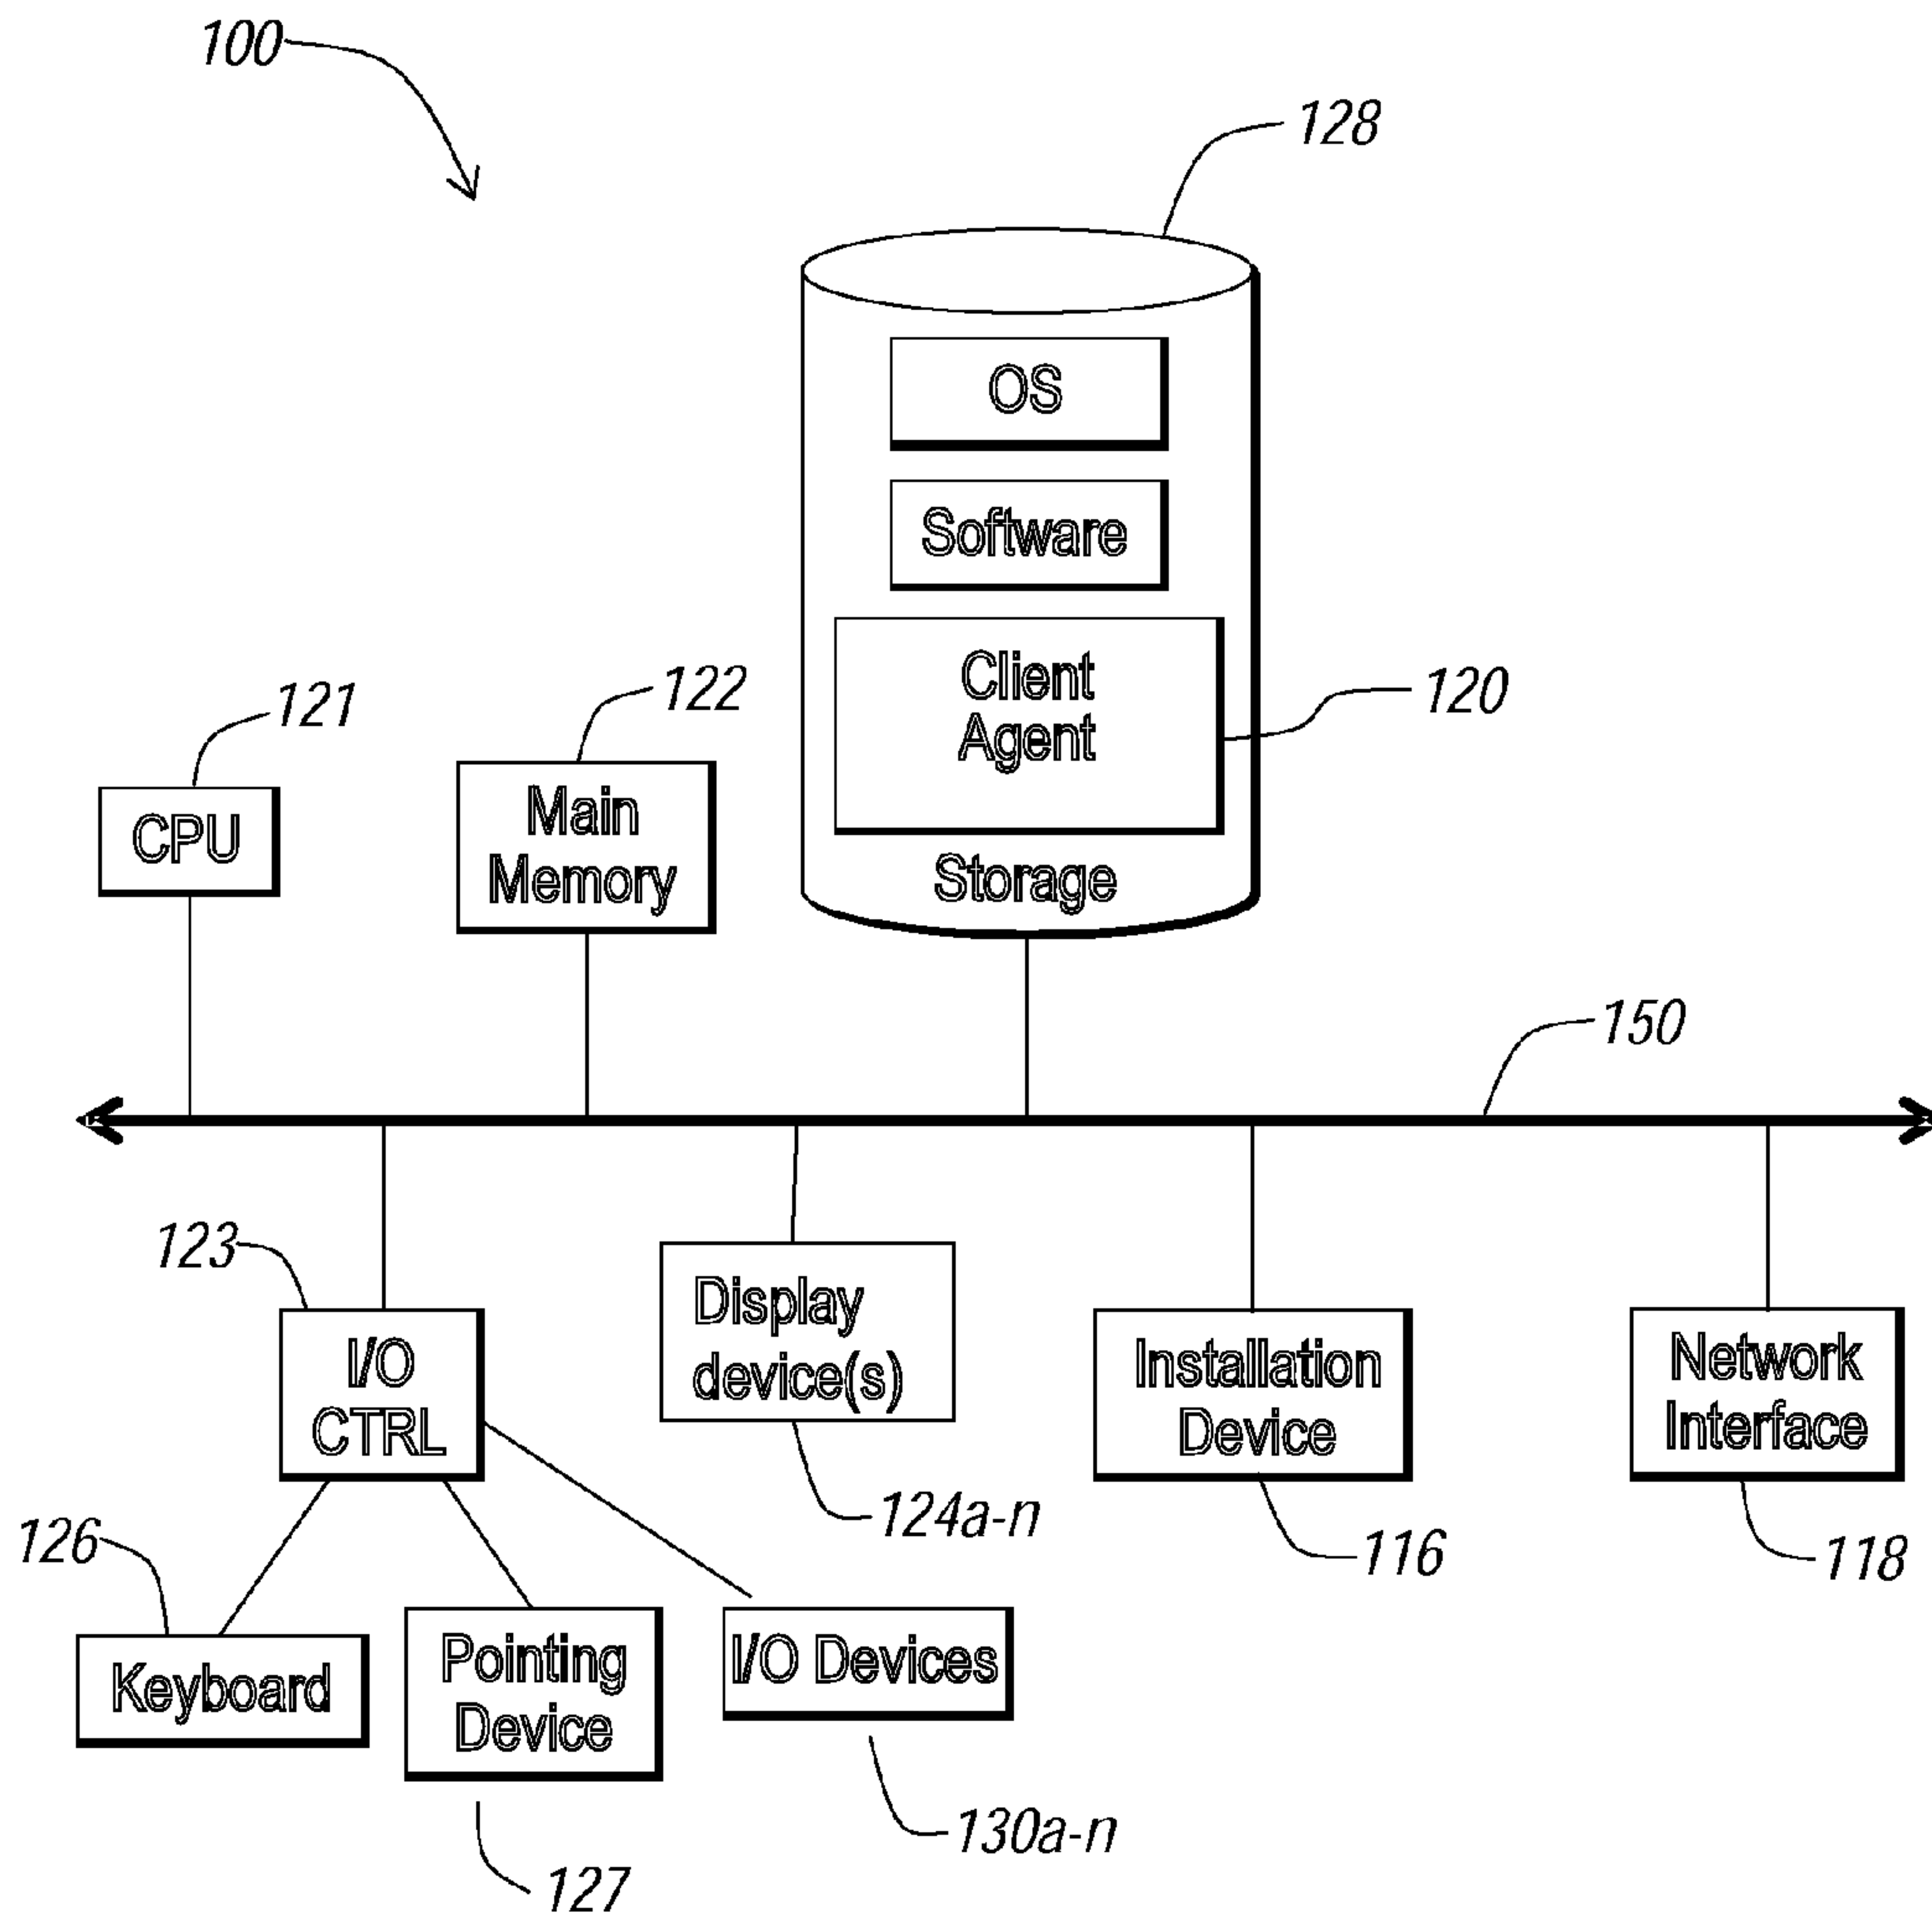 100
128
OS
Software
Client
Agent
120
Storage
121
122
CPU
Main
Memory
150
123
I/O
CTRL
Display
device(s)
Installation
Device
Network
Interface
124a-n
116
118
126
Keyboard
Pointing
Device
I/O Devices
130a-n
127